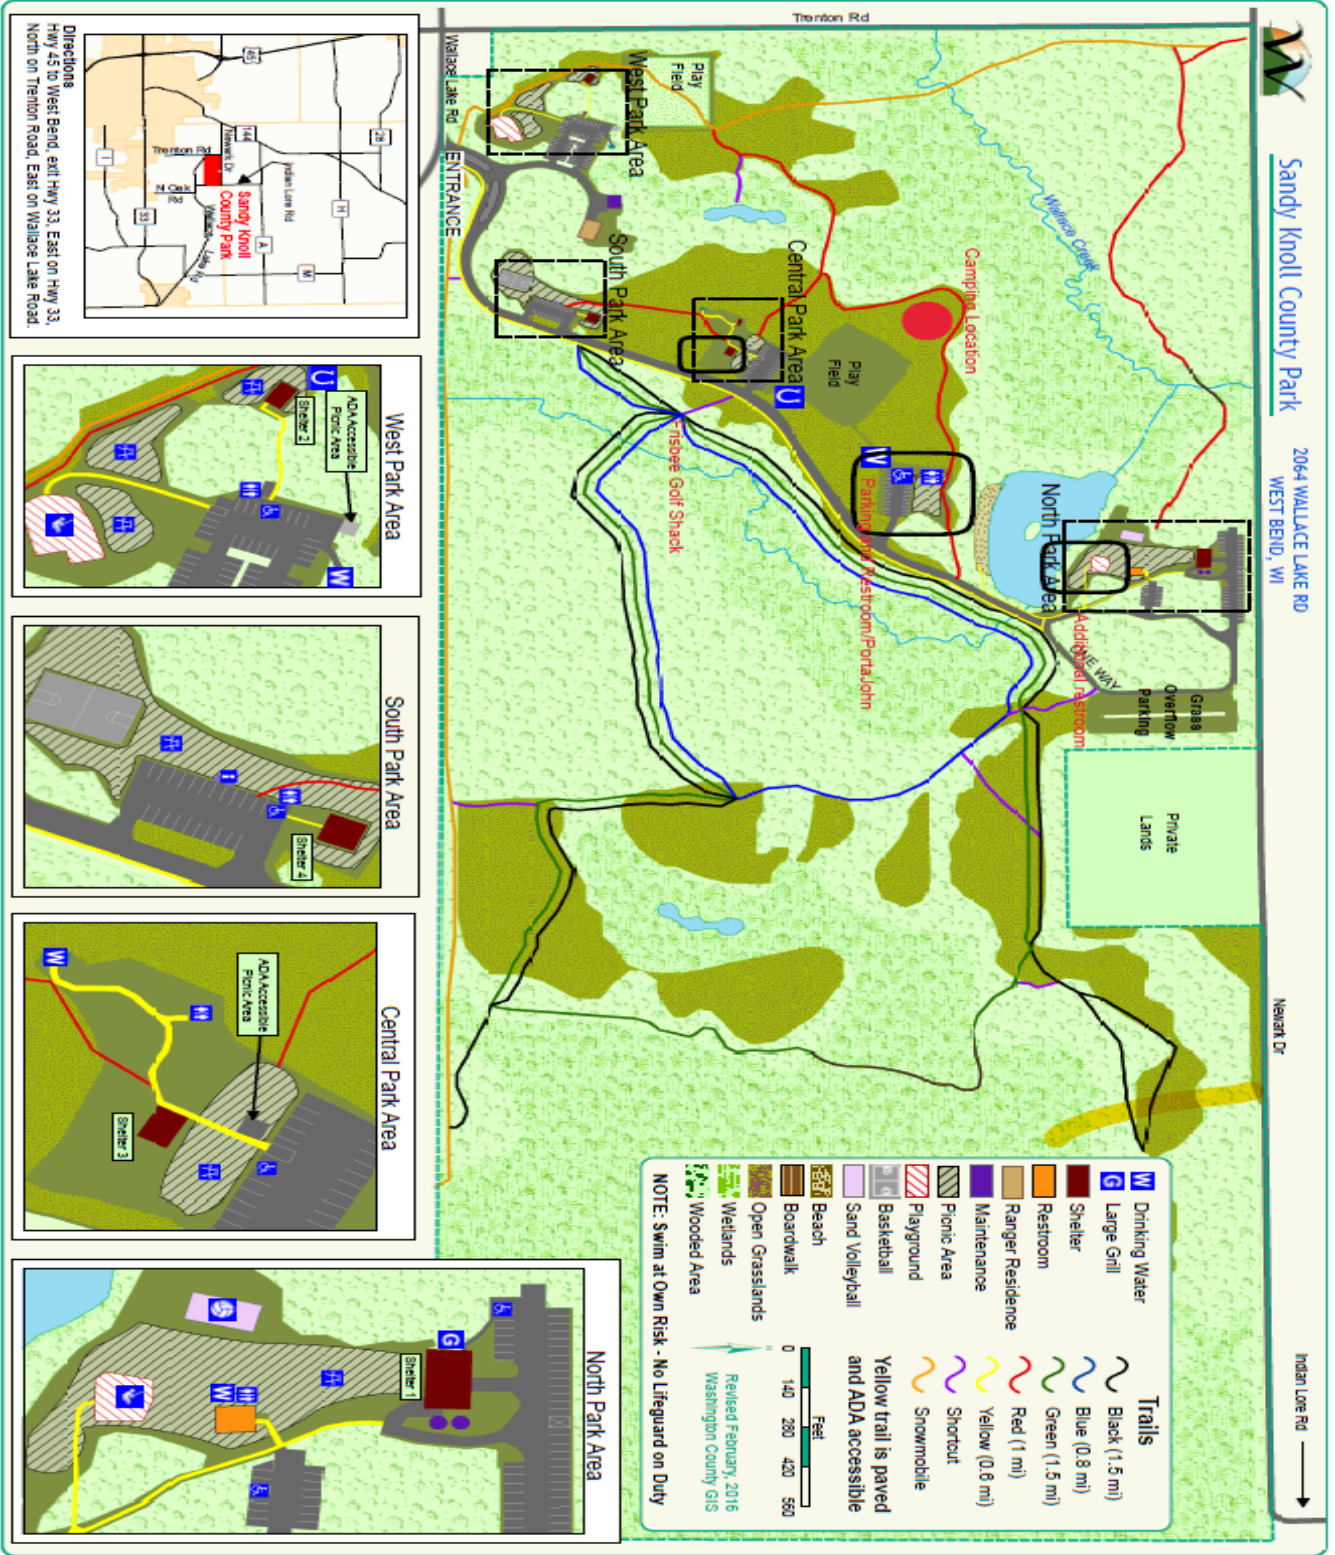 Sandy Knoll County Park
2064 WALLACE LAKE RD
WEST BEND, WI
Trenton Rd
Newark Dr
Indian Lore Rd
Wallace Lake Rd
ENTRANCE
West Park Area
Play
Field
South Park Area
Central Park Area
Play
Field
Camping Location
Wallace Creek
Frisbee Golf Shack
W
Parking and Restroom/PortaJohn
North Park Area
Additional restroom
ONE WAY
Grass
Overflow
Parking
Private
Lands
W Drinking Water
G Large Grill
Shelter
Restroom
Ranger Residence
Maintenance
Picnic Area
Playground
Basketball
Sand Volleyball
Beach
Boardwalk
Open Grasslands
Wetlands
Wooded Area
NOTE: Swim at Own Risk - No Lifeguard on Duty
Trails
Black (1.5 mi)
Blue (0.8 mi)
Green (1.5 mi)
Red (1 mi)
Yellow (0.6 mi)
Shortcut
Snowmobile
Yellow trail is paved
and ADA accessible
Feet
0 140 280 420 560
N
Revised February, 2016
Washington County GIS
45
28
144
H
I
33
A
M
Trenton Rd
Newark Dr
Indian Lore Rd
N Oak
Rd
Wallace Lake Rd
Sandy Knoll
County Park
Directions
Hwy 45 to West Bend, exit Hwy 33, East on Hwy 33,
North on Trenton Road, East on Wallace Lake Road.
West Park Area
ADA Accessible
Picnic Area
Shelter 2
W
South Park Area
Shelter 4
Central Park Area
ADA Accessible
Picnic Area
W
Shelter 3
North Park Area
G
Shelter 1
W